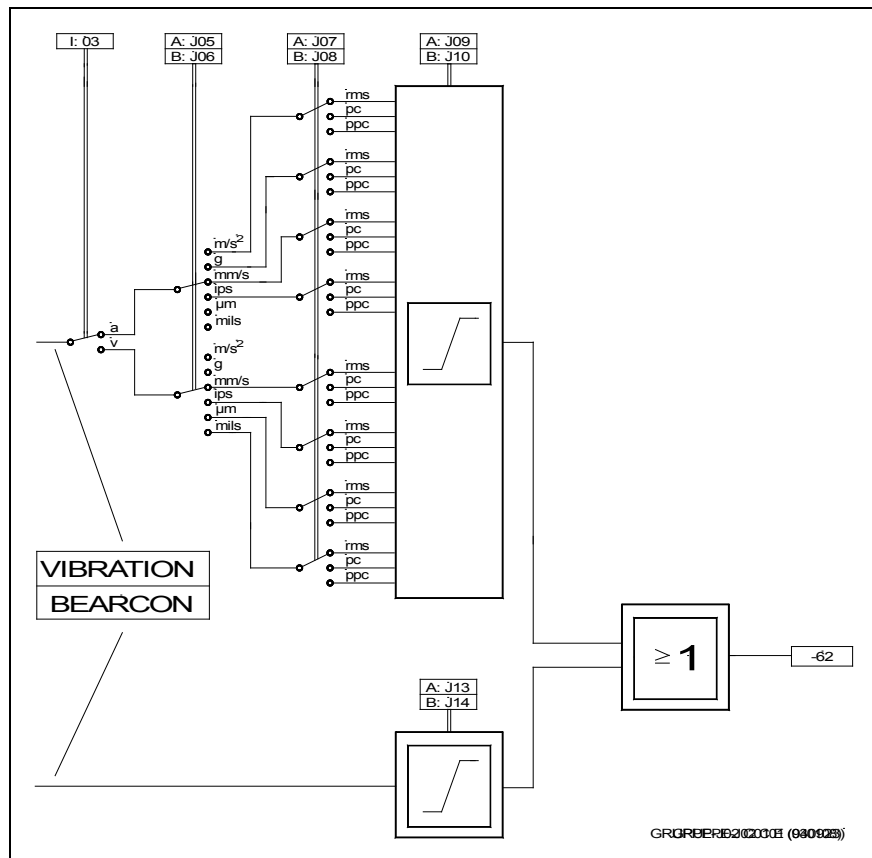 I: 03
A: J05
B: J06
A: J07
B: J08
A: J09
B: J10
rms
pc
ppc
rms
pc
ppc
rms
pc
ppc
rms
pc
ppc
m/s²
g
mm/s
ips
µm
mils
a
v
m/s²
g
mm/s
ips
µm
mils
rms
pc
ppc
rms
pc
ppc
rms
pc
ppc
rms
pc
ppc
VIBRATION
BEARCON
≥ 1
-62
A: J13
B: J14